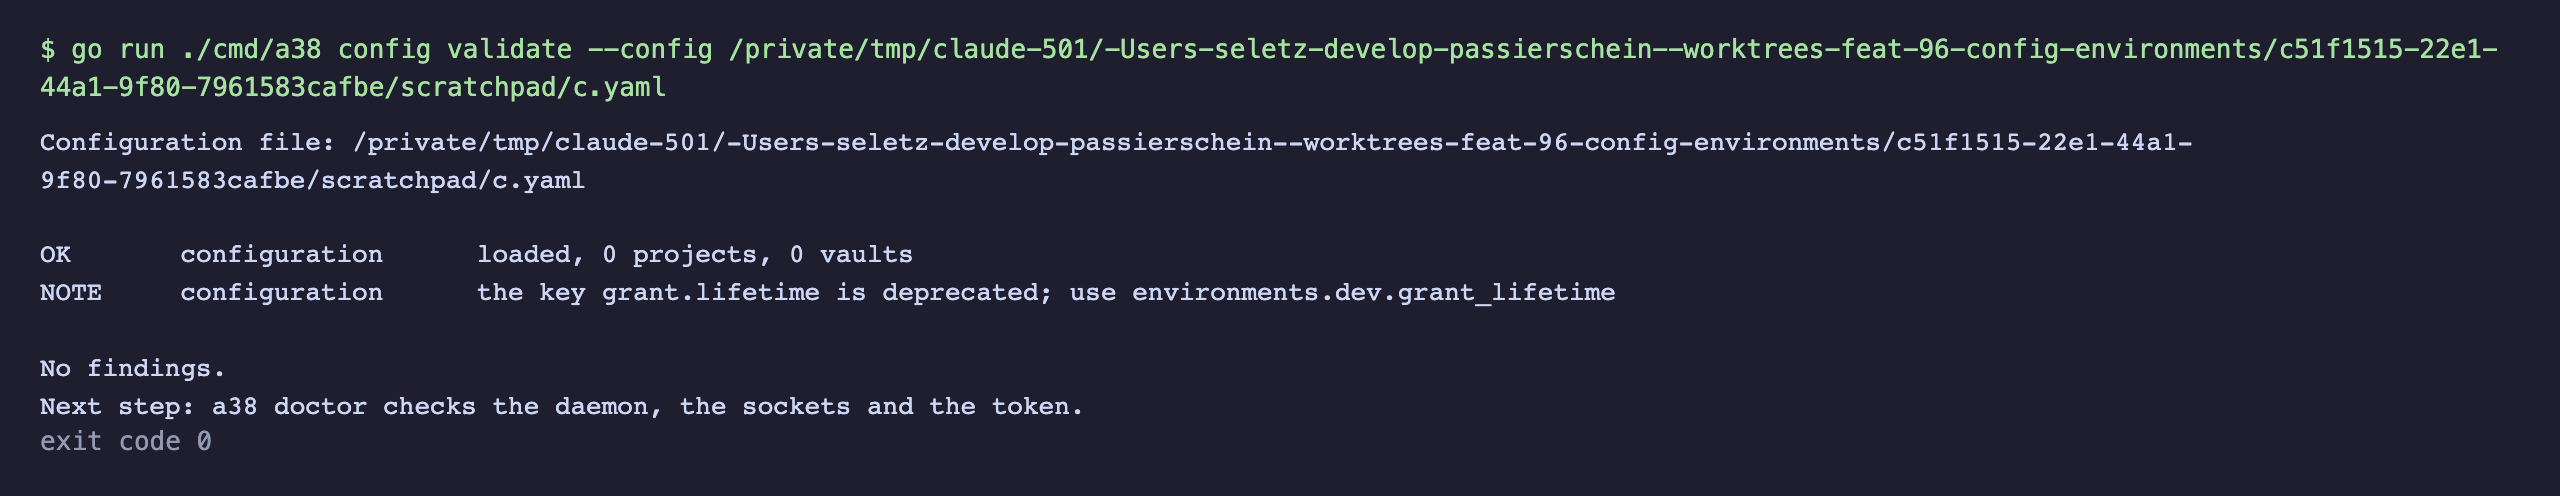 $ go run ./cmd/a38 config validate --config /private/tmp/claude-501/-Users-seletz-develop-passierschein--worktrees-feat-96-config-environments/c51f1515-22e1-
44a1-9f80-7961583cafbe/scratchpad/c.yaml
Configuration file: /private/tmp/claude-501/-Users-seletz-develop-passierschein--worktrees-feat-96-config-environments/c51f1515-22e1-44a1-
9f80-7961583cafbe/scratchpad/c.yaml
OK       configuration      loaded, 0 projects, 0 vaults
NOTE     configuration      the key grant.lifetime is deprecated; use environments.dev.grant_lifetime
No findings.
Next step: a38 doctor checks the daemon, the sockets and the token.
exit code 0